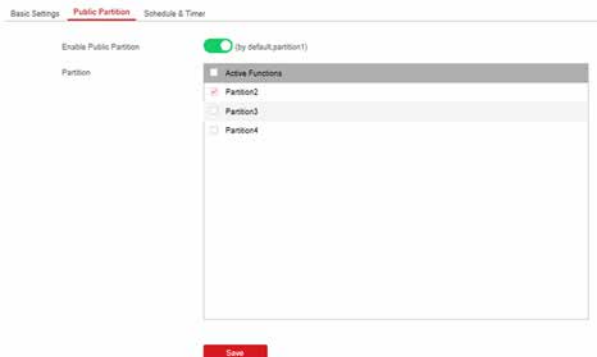 Basic Settings Public Partition Schedule & Timer
Enable Public Partition (by default,partition1)
Partition Active Functions
Partition2
Partition3
Partition4
Save